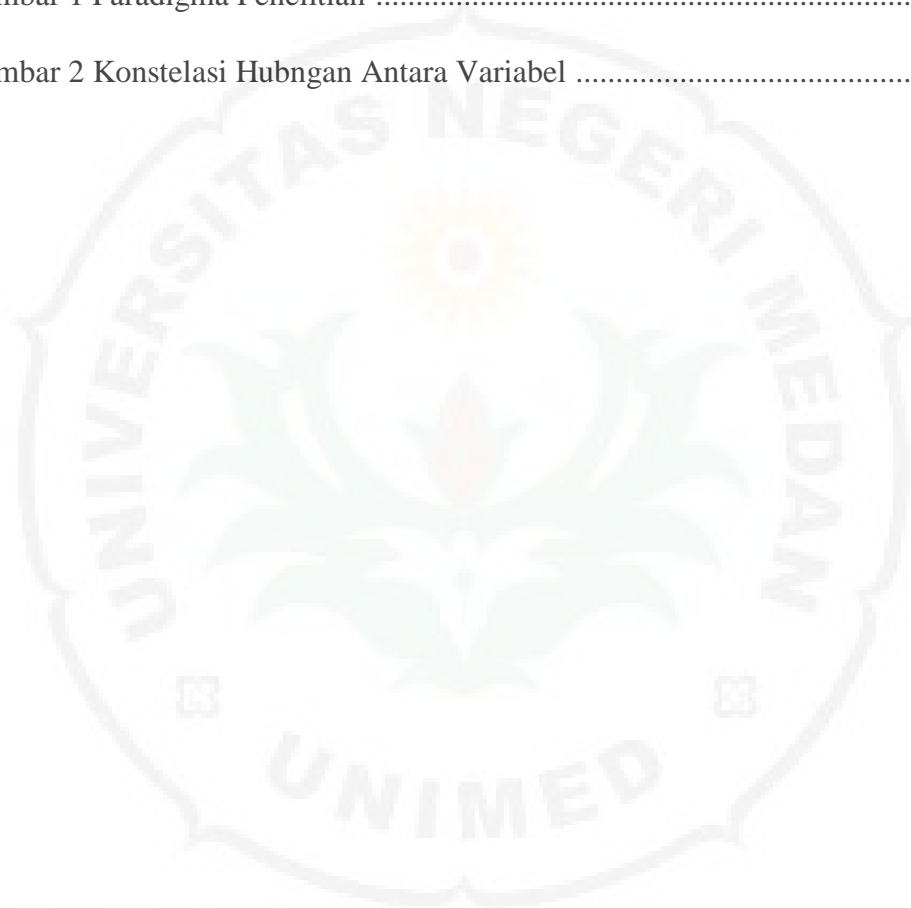 mbar 1 Paradigma Penelitian ....................................................................
mbar 2 Konstelasi Hubngan Antara Variabel .........................................
UNIVERSITAS NEGERI MEDAN
UNIMED